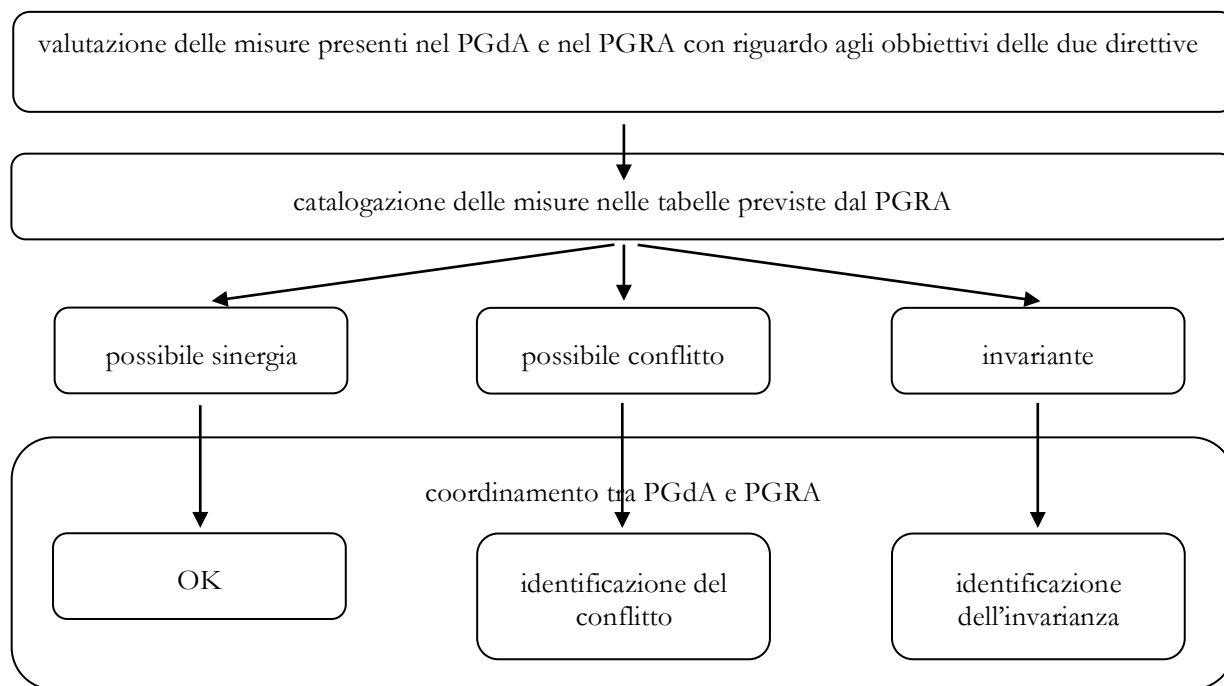 valutazione delle misure presenti nel PGdA e nel PGRA con riguardo agli obbiettivi delle due direttive
catalogazione delle misure nelle tabelle previste dal PGRA
possibile sinergia
possibile conflitto
invariante
coordinamento tra PGdA e PGRA
OK
identificazione del
conflitto
identificazione
dell’invarianza